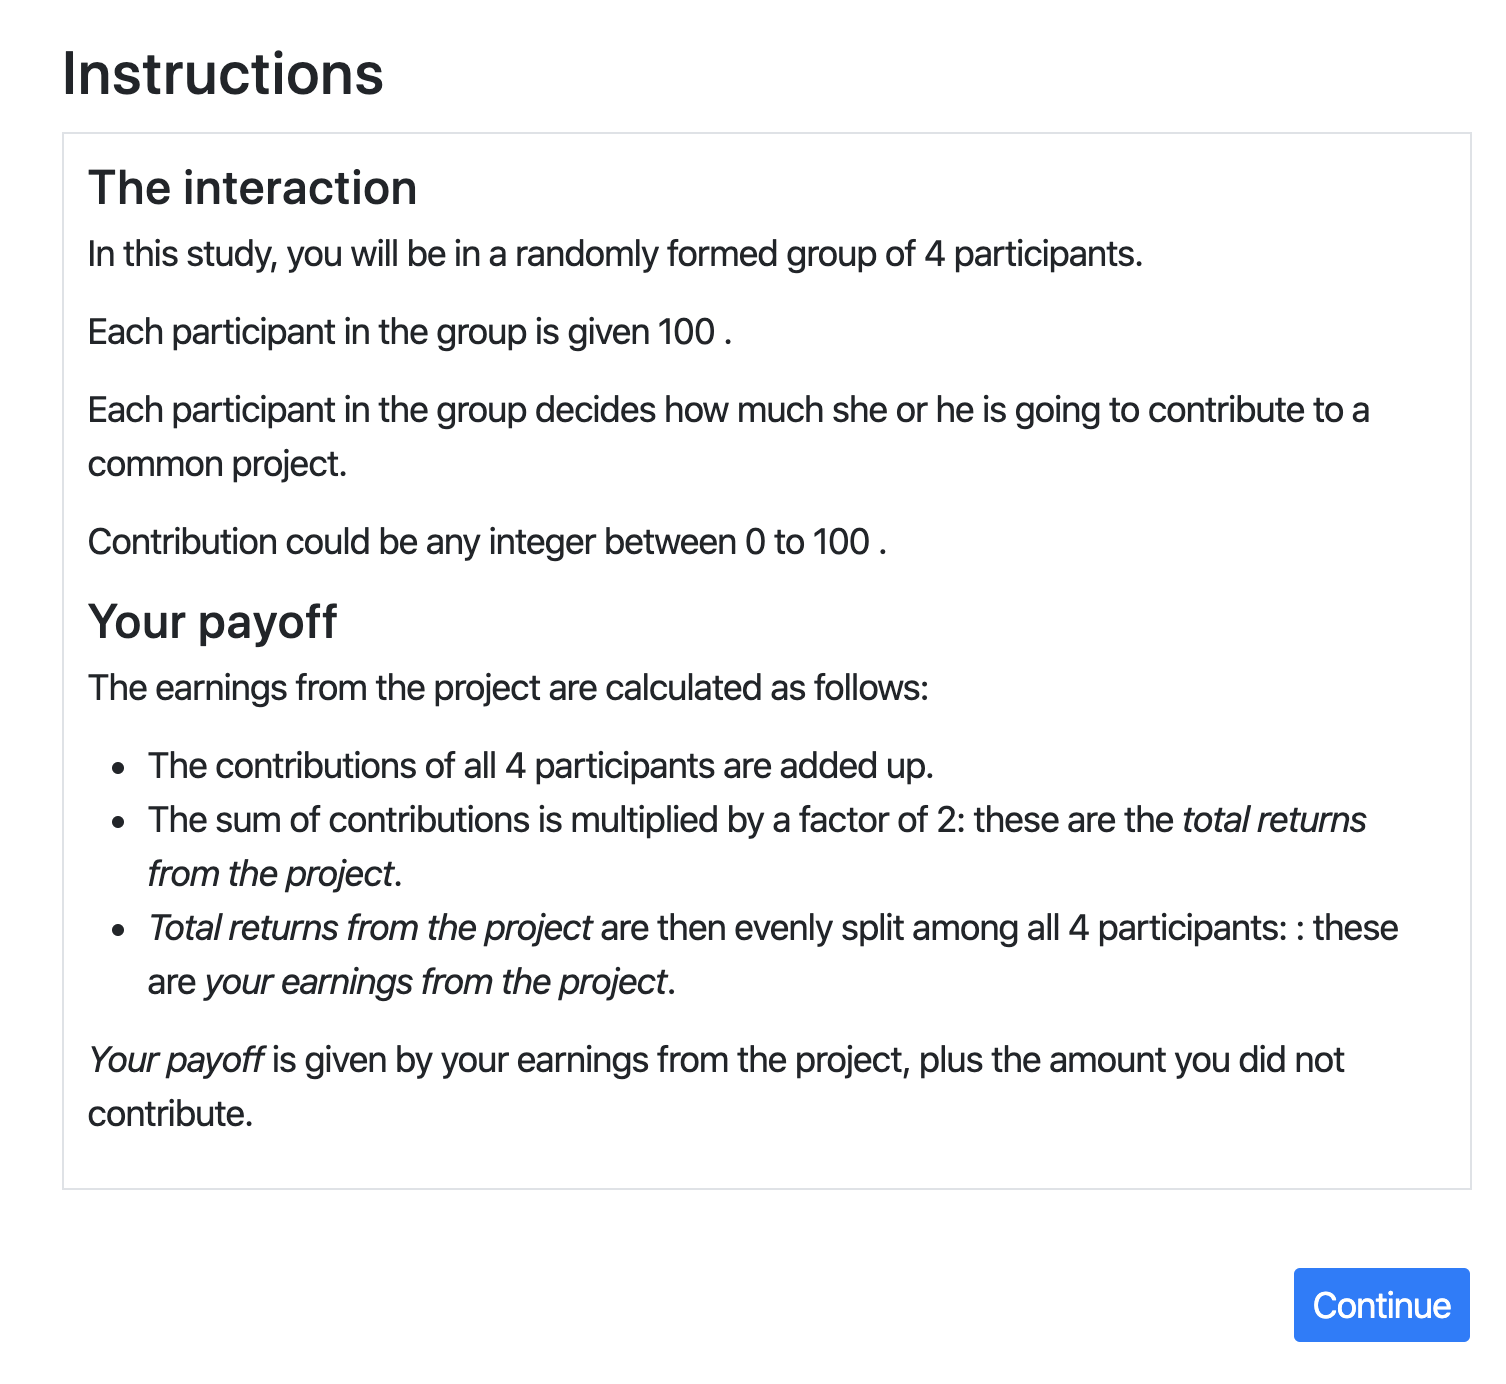 Instructions
The interaction
In this study, you will be in a randomly formed group of 4 participants.
Each participant in the group is given 100 .
Each participant in the group decides how much she or he is going to contribute to a
common project.
Contribution could be any integer between 0 to 100 .
Your payoff
The earnings from the project are calculated as follows:
• The contributions of all 4 participants are added up.
• The sum of contributions is multiplied by a factor of 2: these are the total returns
from the project.
• Total returns from the project are then evenly split among all 4 participants: : these
are your earnings from the project.
Your payoff is given by your earnings from the project, plus the amount you did not
contribute.
Continue